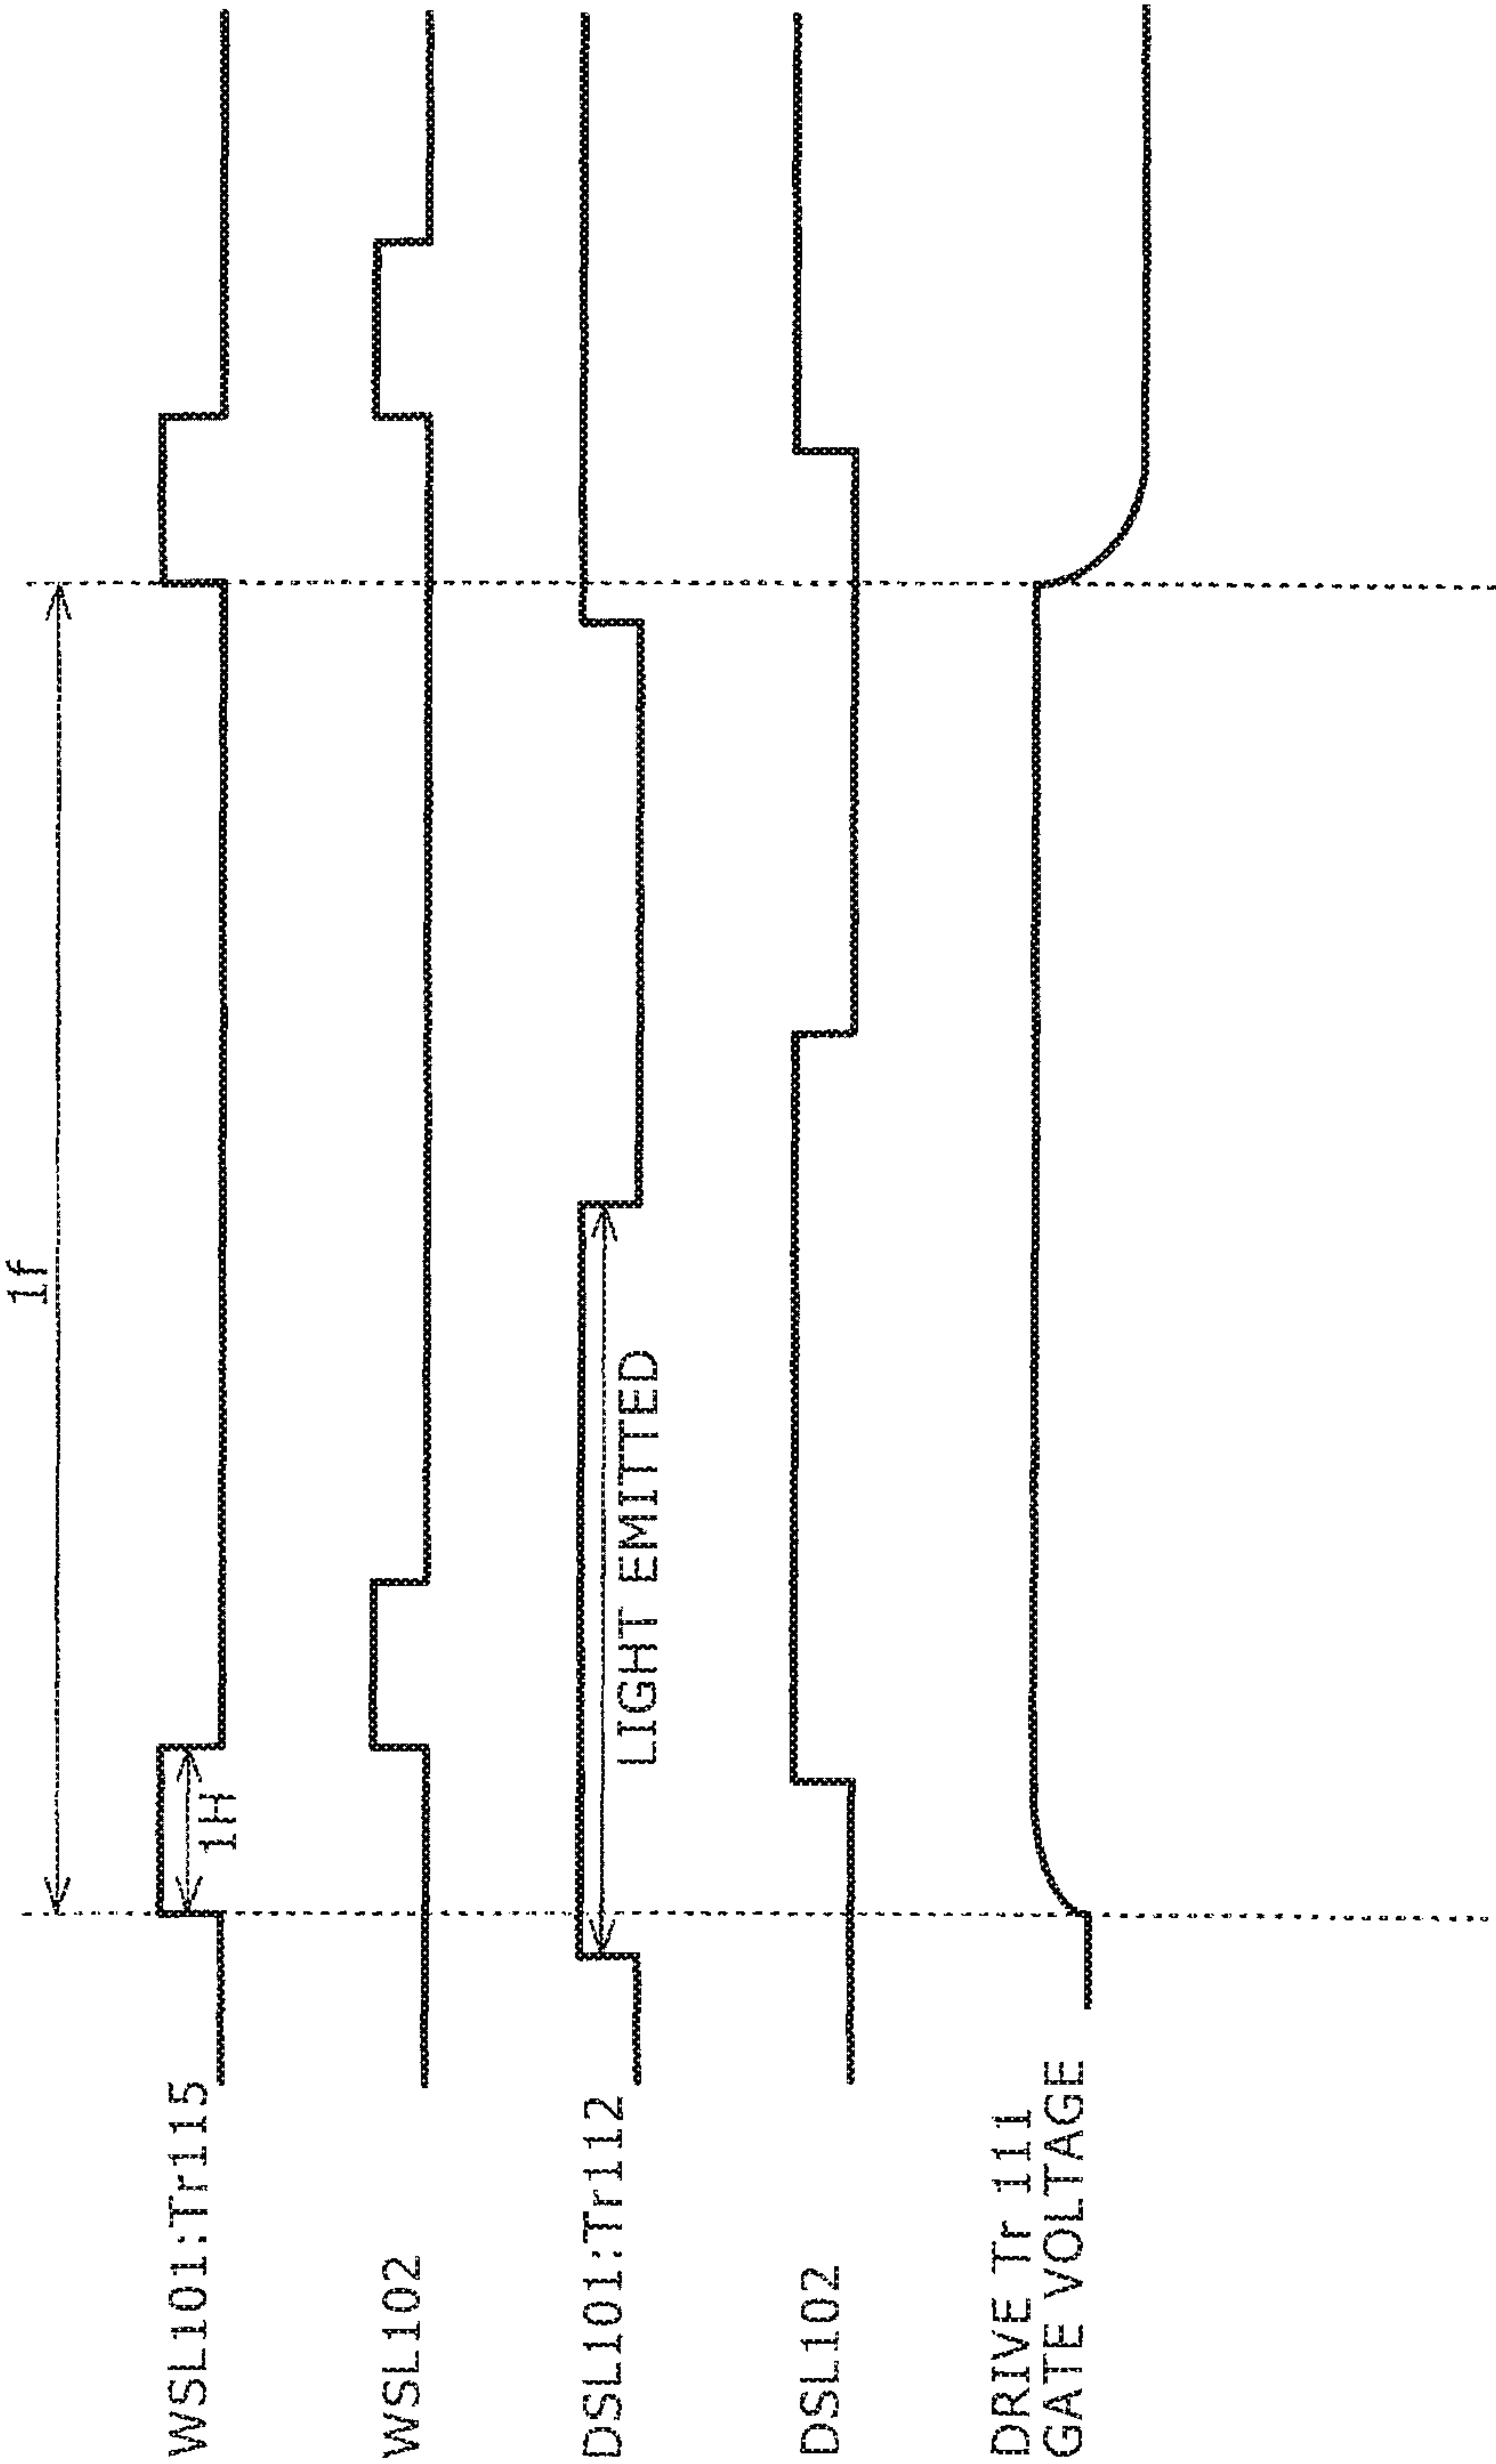 1f
WSL101:Tr115
1H
WSL102
DSL101:Tr112
LIGHT EMITTED
DSL102
DRIVE Tr 111
GATE VOLTAGE